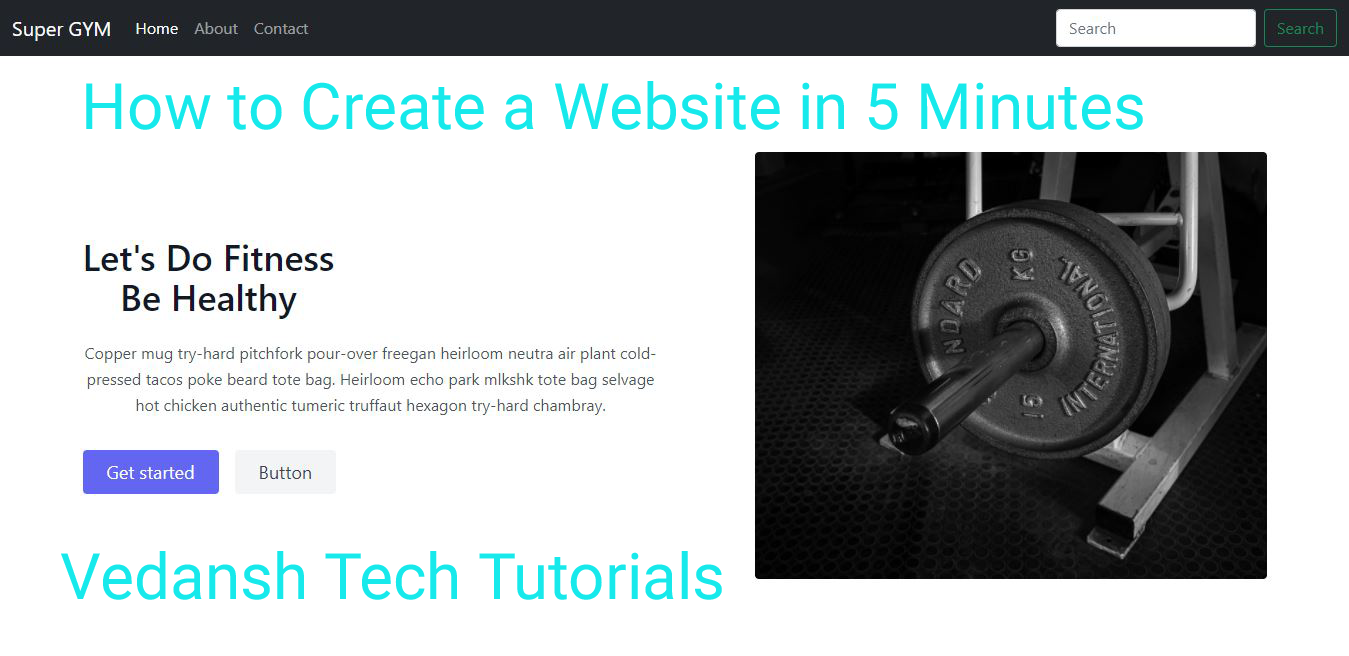 Super GYM Home About Contact Search Search
How to Create a Website in 5 Minutes
Let's Do Fitness
Be Healthy
Copper mug try-hard pitchfork pour-over freegan heirloom neutra air plant cold-
pressed tacos poke beard tote bag. Heirloom echo park mlkshk tote bag selvage
hot chicken authentic tumeric truffaut hexagon try-hard chambray.
Get started Button
NDARD KG INTERNATIONAL
15
Vedansh Tech Tutorials